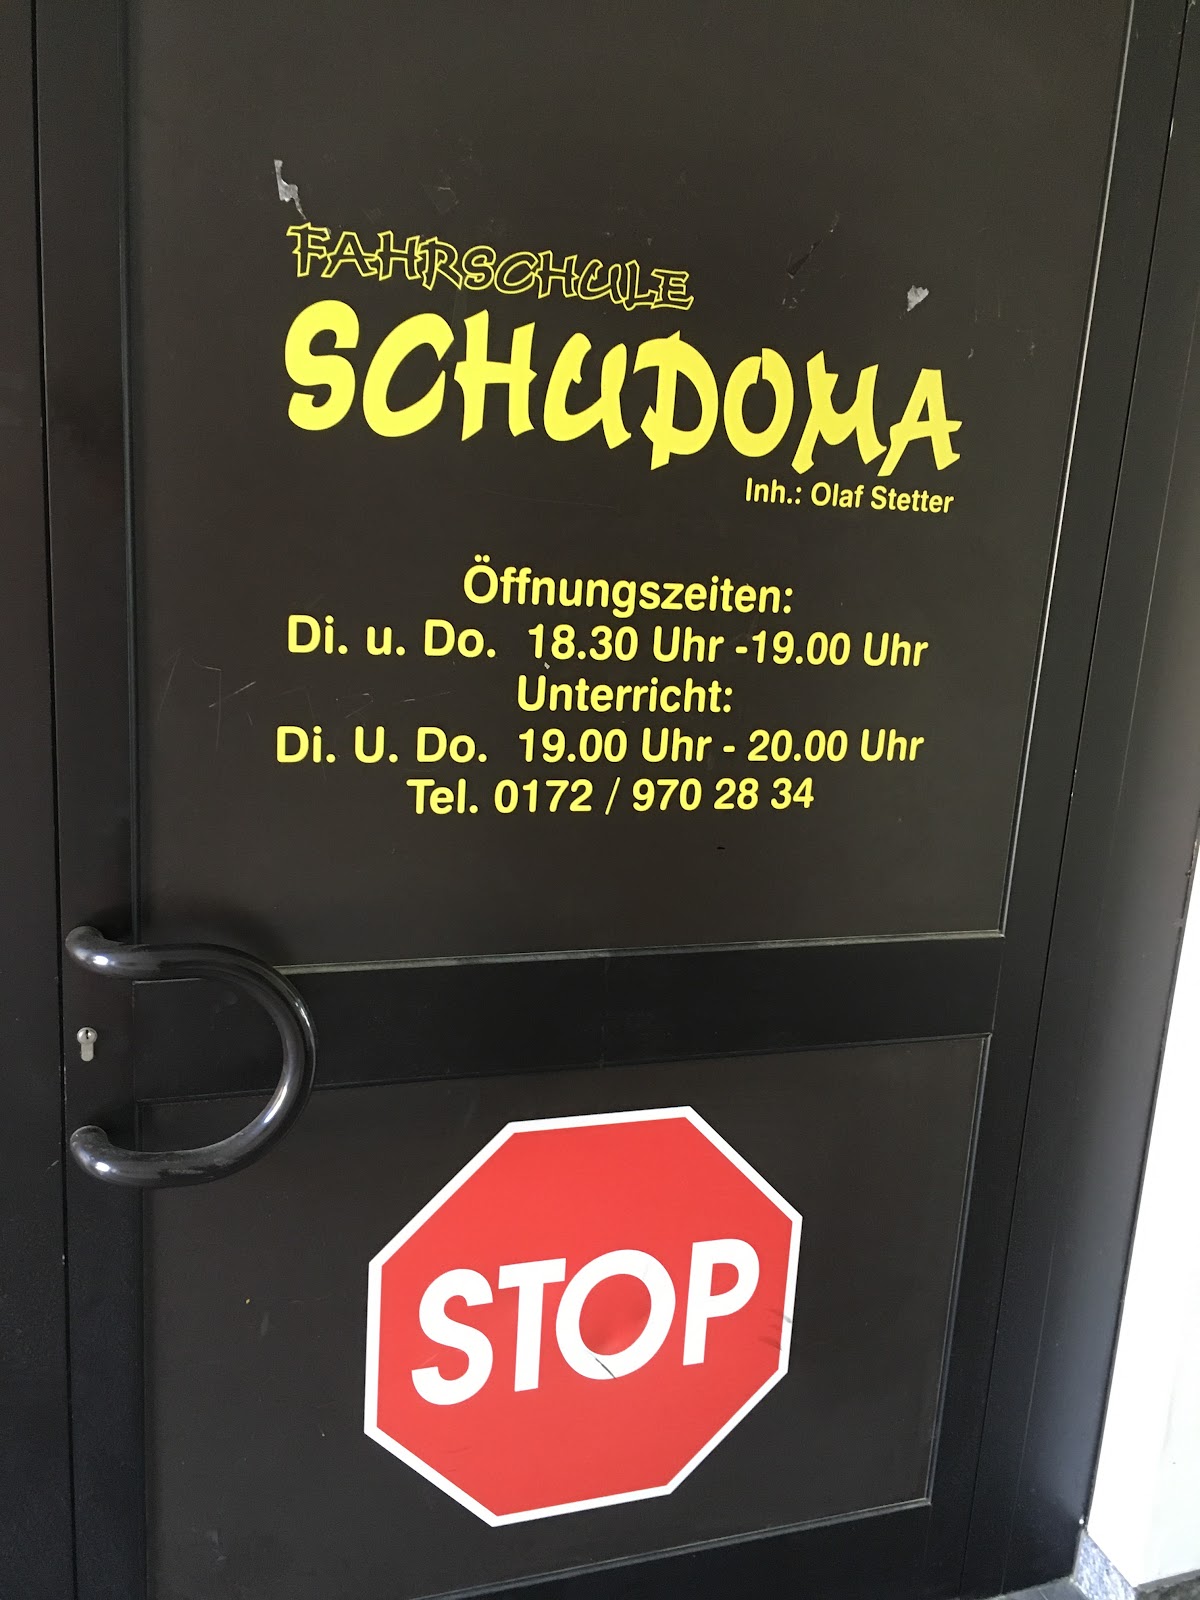 FAHRSCHULE
SCHUDOMA
Inh.: Olaf Stetter
Öffnungszeiten:
Di. u. Do. 18.30 Uhr -19.00 Uhr
Unterricht:
Di. U. Do. 19.00 Uhr - 20.00 Uhr
Tel. 0172 / 970 28 34
STOP